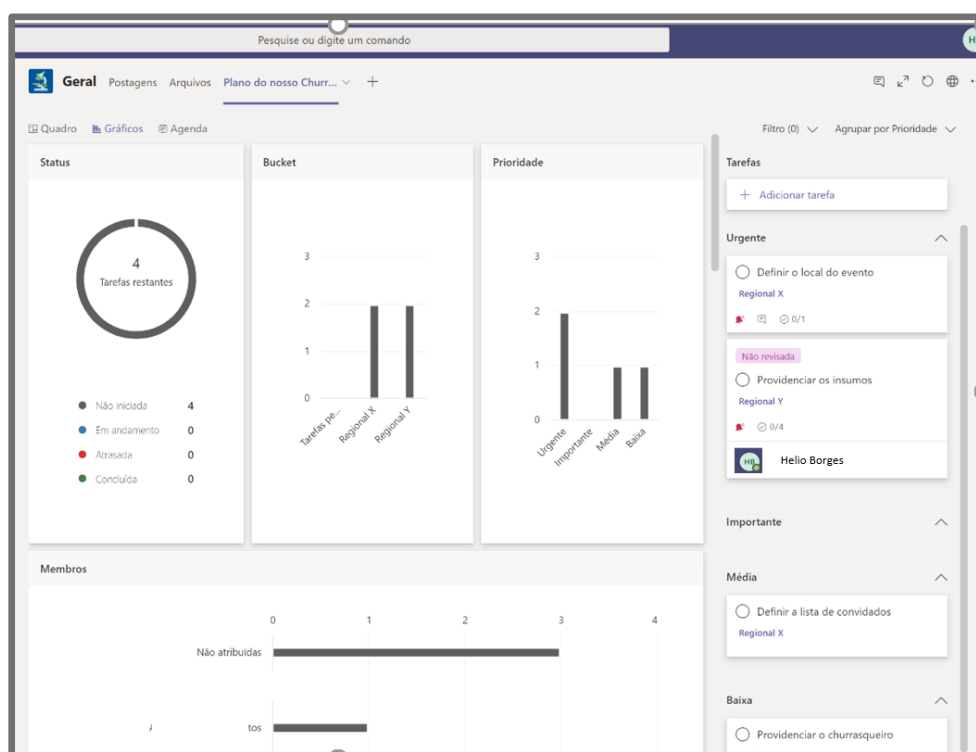 Pesquise ou digite um comando
Geral Postagens Arquivos Plano do nosso Churr...
Quadro Gráficos Agenda
Filtro (0) Agrupar por Prioridade
Status
4
Tarefas restantes
Não iniciada 4
Em andamento 0
Atrasada 0
Concluída 0
Bucket
3
2
1
0
Tarefas pe...
Regional X
Regional Y
Prioridade
3
2
1
0
Urgente
Importante
Média
Baixa
Membros
0 1 2 3 4
Não atribuídas
tos
Tarefas
Adicionar tarefa
Urgente
Definir o local do evento
Regional X
0/1
Não revisada
Providenciar os insumos
Regional Y
0/4
HB Helio Borges
Importante
Média
Definir a lista de convidados
Regional X
Baixa
Providenciar o churrasqueiro